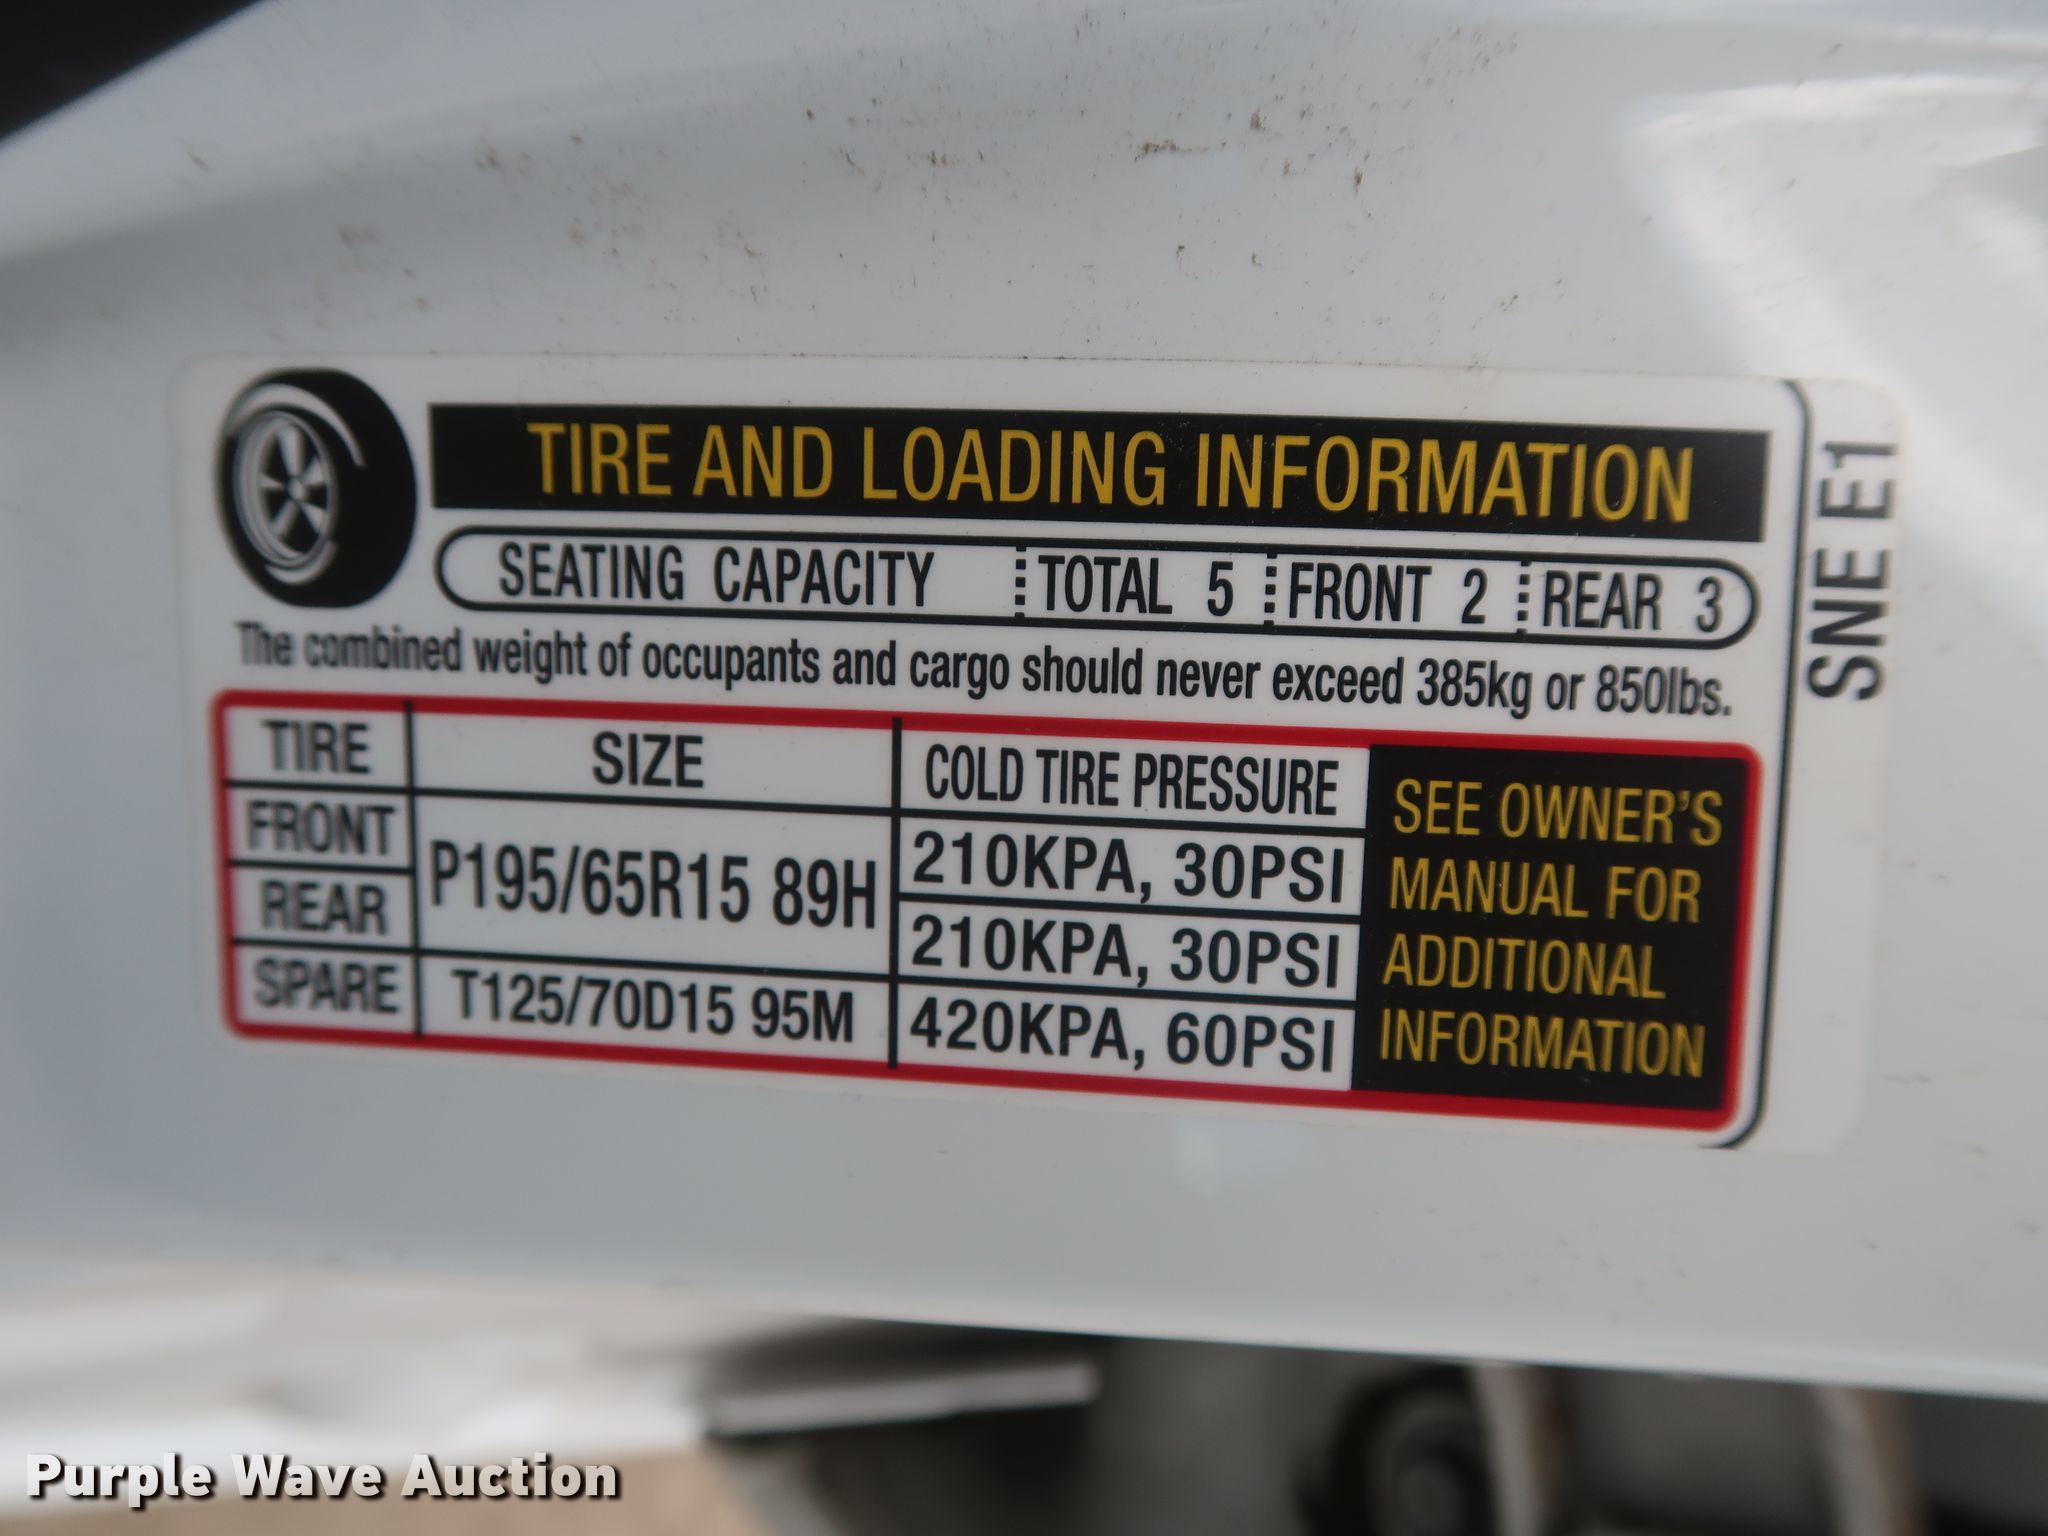 TIRE AND LOADING INFORMATION
SEATING CAPACITY TOTAL 5 FRONT 2 REAR 3
The combined weight of occupants and cargo should never exceed 385kg or 850lbs.
TIRE SIZE COLD TIRE PRESSURE
FRONT P195/65R15 89H 210KPA, 30PSI
REAR 210KPA, 30PSI
SPARE T125/70D15 95M 420KPA, 60PSI
SEE OWNER'S
MANUAL FOR
ADDITIONAL
INFORMATION
SNE E1
Purple Wave Auction